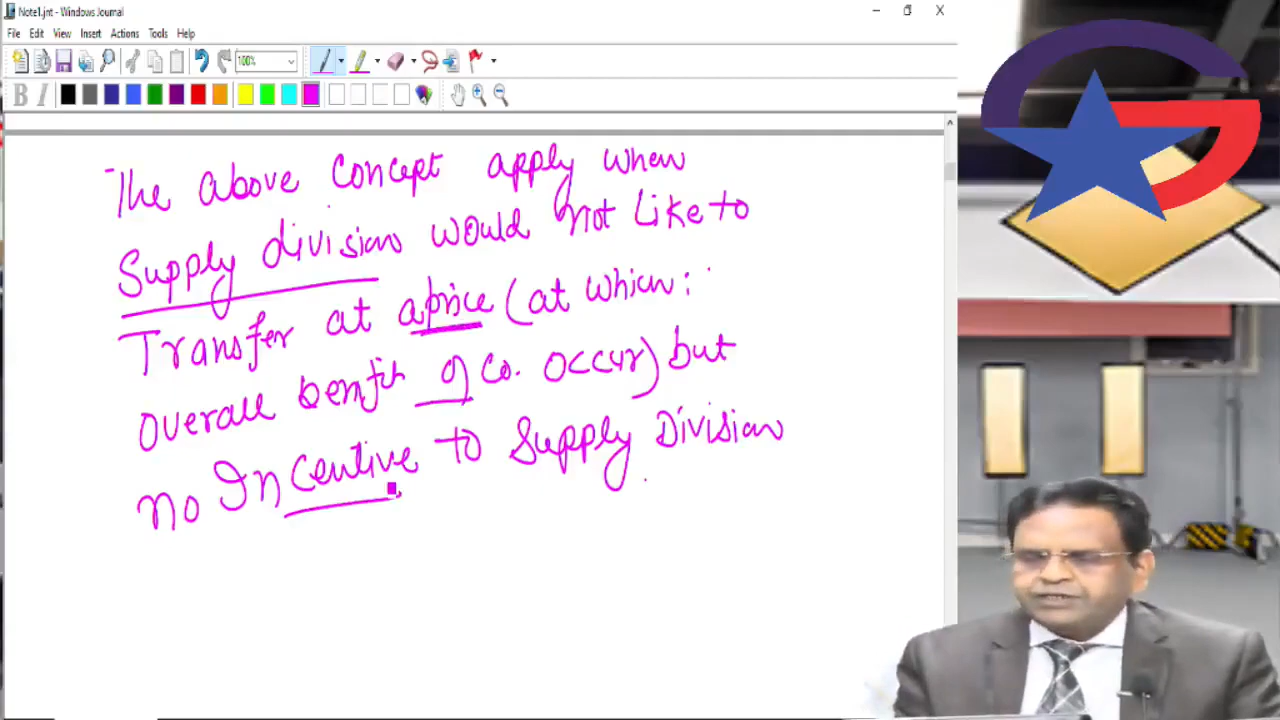 Note1.jnt - Windows Journal
File Edit View Insert Actions Tools Help
100%
B I
The above concept apply when
Supply division would not Like to
Transfer at a price (at which
overall benefit of Co. occur) but
no Incentive to Supply Division